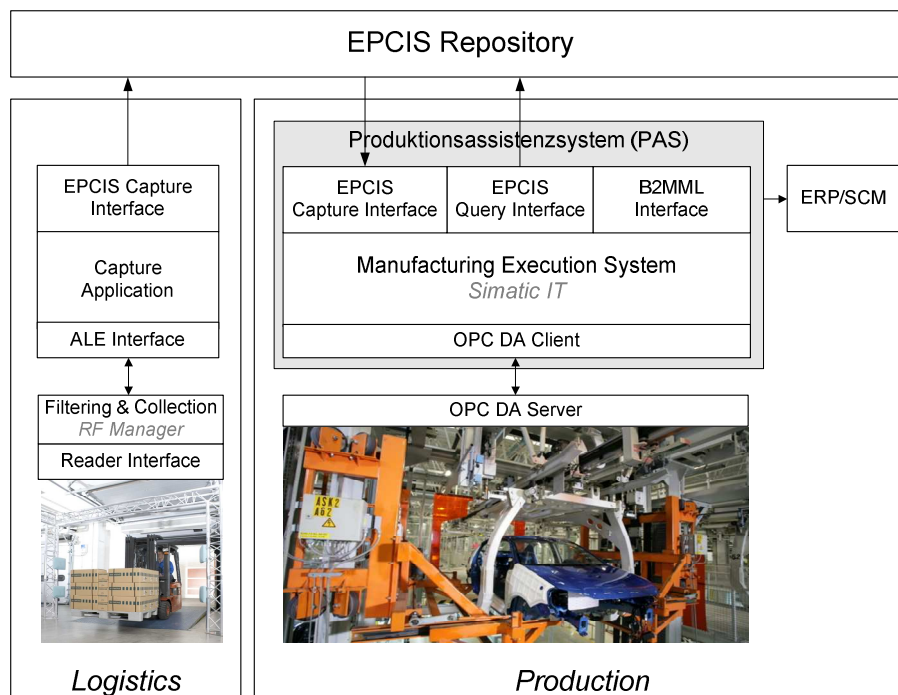 EPCIS Repository
EPCIS Capture
Interface
Capture
Application
ALE Interface
Filtering & Collection
RF Manager
Reader Interface
Logistics
Produktionsassistenzsystem (PAS)
EPCIS
Capture Interface
EPCIS
Query Interface
B2MML
Interface
Manufacturing Execution System
Simatic IT
OPC DA Client
ERP/SCM
OPC DA Server
ASK2
AGZ
Production